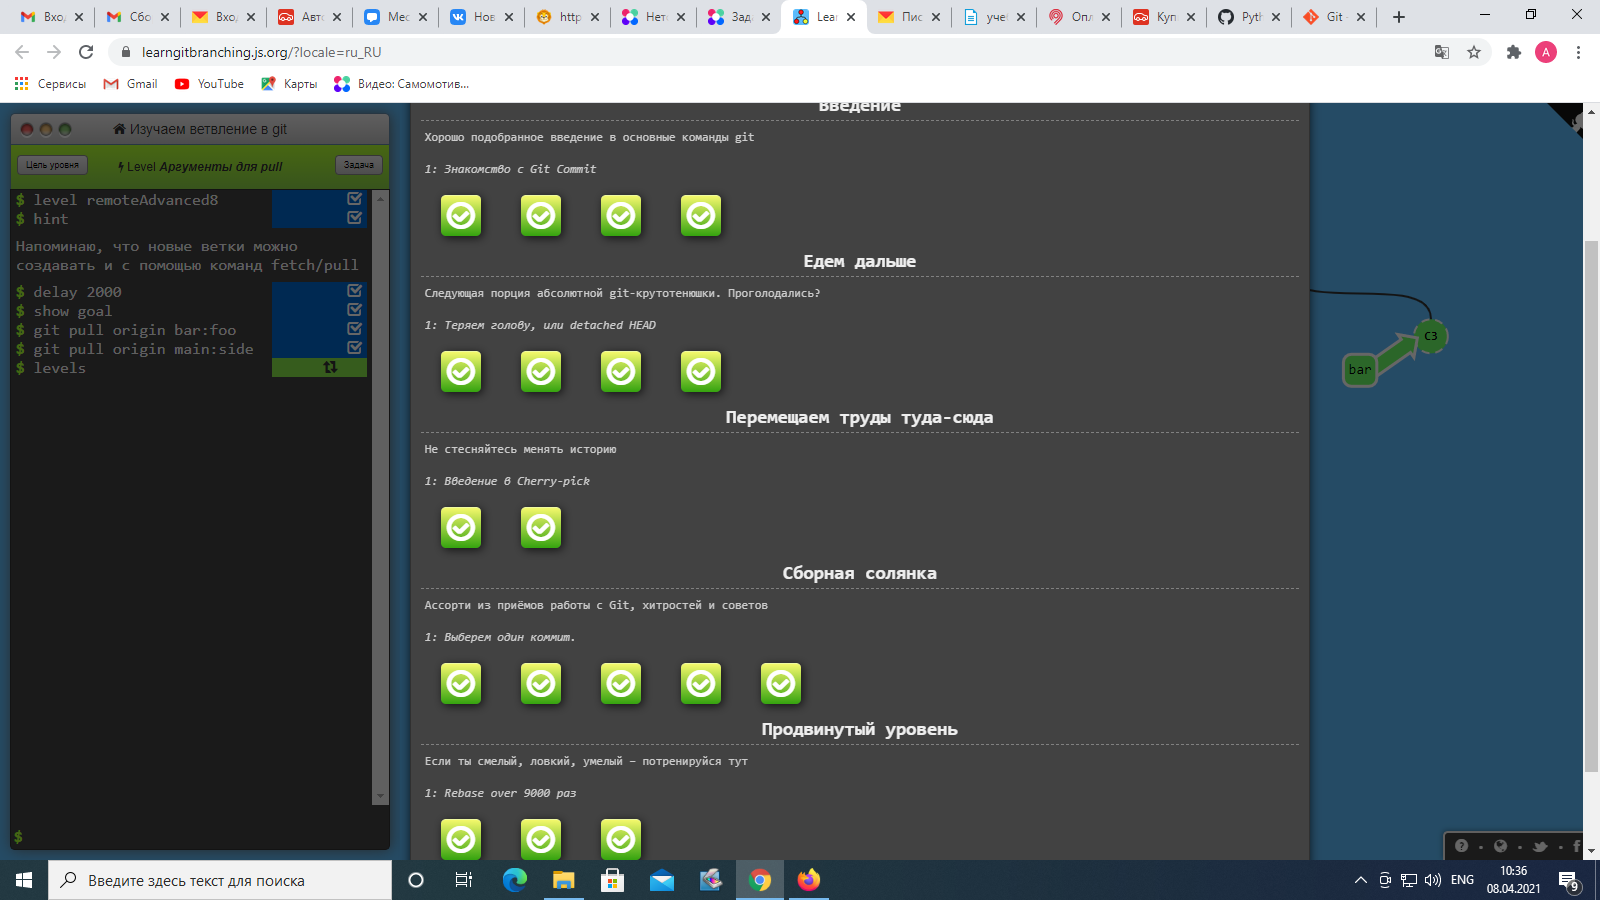 Вход
Сбо
Вход
Авто
Мес
Нов
http
Нето
Зада
Lear
Пис
учеб
Опл
Купи
Pyth
Git -
learngitbranching.js.org/?locale=ru_RU
A
Сервисы
Gmail
YouTube
Карты
Видео: Самомотив...
Изучаем ветвление в git
Цель уровня
Level Аргументы для pull
Задача
$ level remoteAdvanced8
$ hint
Напоминаю, что новые ветки можно
создавать и с помощью команд fetch/pull
$ delay 2000
$ show goal
$ git pull origin bar:foo
$ git pull origin main:side
$ levels
$
Введение
Хорошо подобранное введение в основные команды git
1: Знакомство с Git Commit
Едем дальше
Следующая порция абсолютной git-крутотенюшки. Проголодались?
1: Теряем голову, или detached HEAD
Перемещаем труды туда-сюда
Не стесняйтесь менять историю
1: Введение в Cherry-pick
Сборная солянка
Ассорти из приёмов работы с Git, хитростей и советов
1: Выберем один коммит.
Продвинутый уровень
Если ты смелый, ловкий, умелый – потренируйся тут
1: Rebase over 9000 раз
C3
bar
Введите здесь текст для поиска
ENG
10:36
08.04.2021
9